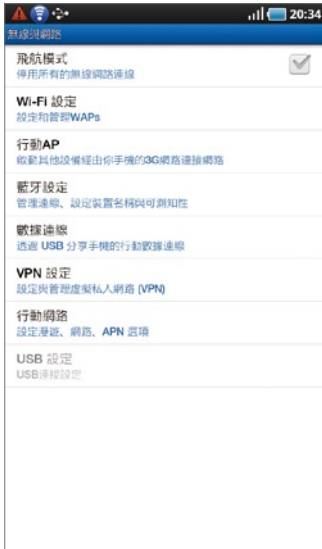 20:34
無線與網路
飛航模式
停用所有的無線網路連線
Wi-Fi 設定
設定和管理WAPs
行動AP
啟動其他設備經由你手機的3G網路連接網路
藍牙設定
管理連線、設定裝置名稱與可測知性
數據連線
透過 USB 分享手機的行動數據連線
VPN 設定
設定與管理虛擬私人網路 (VPN)
行動網路
設定漫遊、網路、APN 選項
USB 設定
USB連接設定